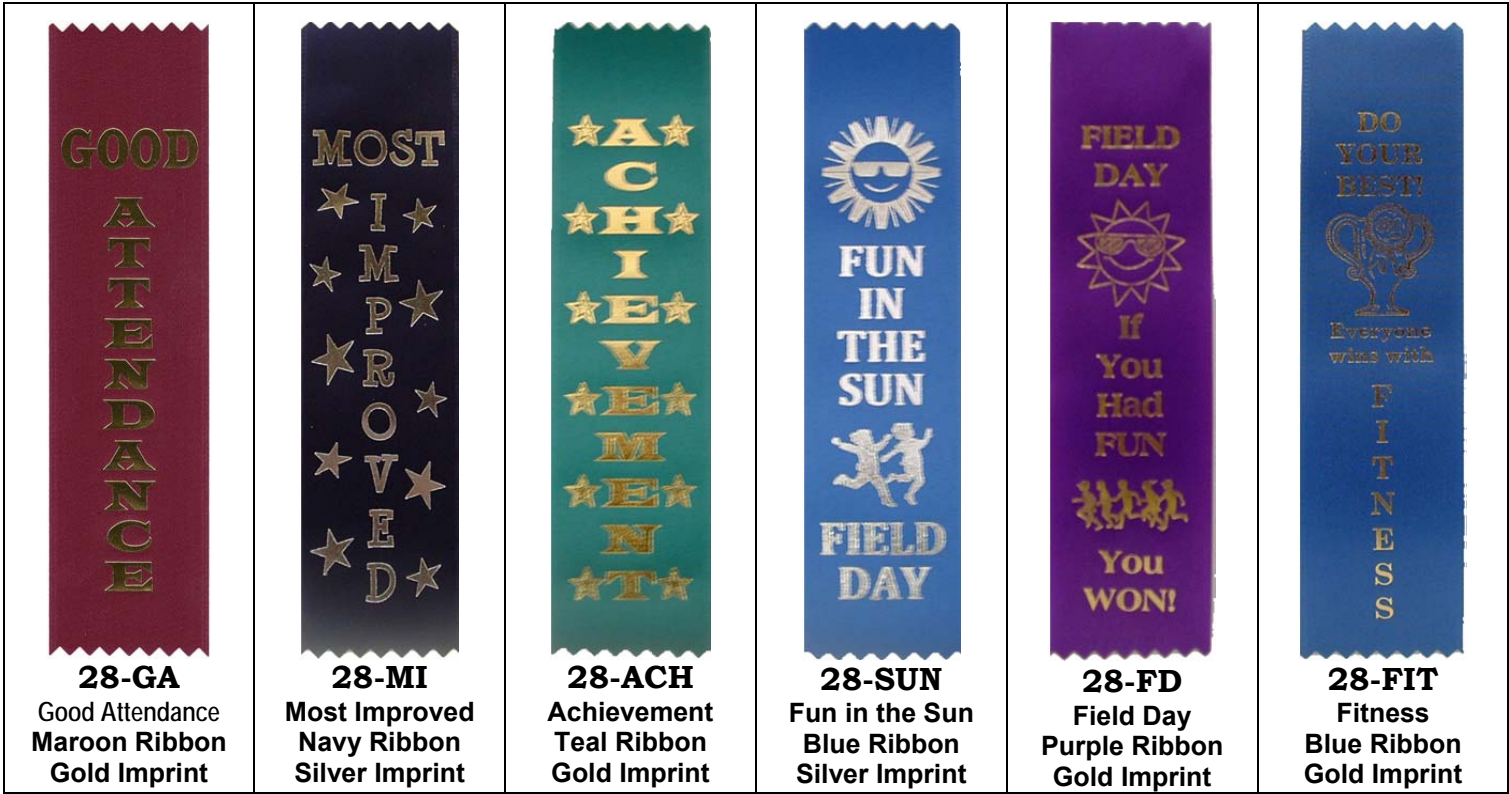 GOOD
ATTENDANCE
28-GA
Good Attendance
Maroon Ribbon
Gold Imprint
MOST
IMPROVED
28-MI
Most Improved
Navy Ribbon
Silver Imprint
ACHIEVEMENT
28-ACH
Achievement
Teal Ribbon
Gold Imprint
FUN
IN
THE
SUN
FIELD
DAY
28-SUN
Fun in the Sun
Blue Ribbon
Silver Imprint
FIELD
DAY
If
You
Had
FUN
You
WON!
28-FD
Field Day
Purple Ribbon
Gold Imprint
DO
YOUR
BEST!
Everyone
wins with
FITNESS
28-FIT
Fitness
Blue Ribbon
Gold Imprint